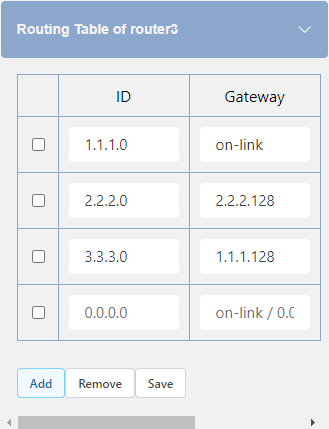 Routing Table of router3
ID Gateway
1.1.1.0 on-link
2.2.2.0 2.2.2.128
3.3.3.0 1.1.1.128
0.0.0.0 on-link / 0.0
Add Remove Save